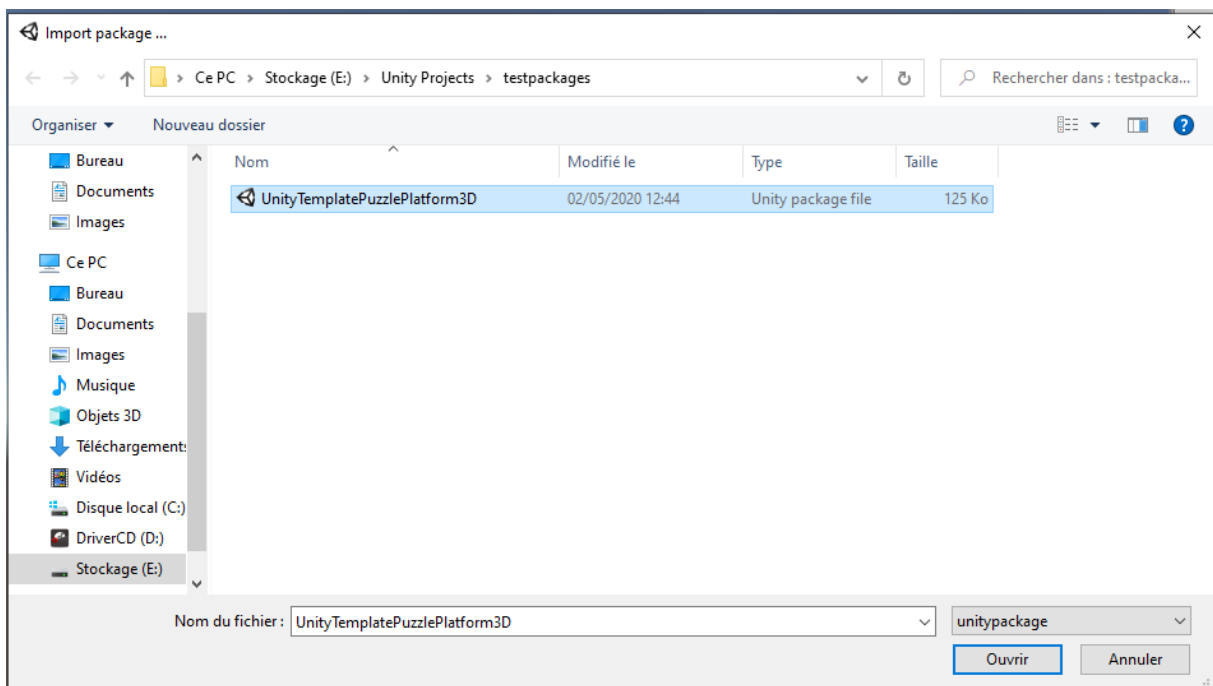 Import package ...
Ce PC > Stockage (E:) > Unity Projects > testpackages
Rechercher dans : testpacka...
Organiser
Nouveau dossier
Bureau
Documents
Images
Ce PC
Bureau
Documents
Images
Musique
Objets 3D
Téléchargements
Vidéos
Disque local (C:)
DriverCD (D:)
Stockage (E:)
Nom Modifié le Type Taille
UnityTemplatePuzzlePlatform3D 02/05/2020 12:44 Unity package file 125 Ko
Nom du fichier : UnityTemplatePuzzlePlatform3D unitypackage
Ouvrir Annuler